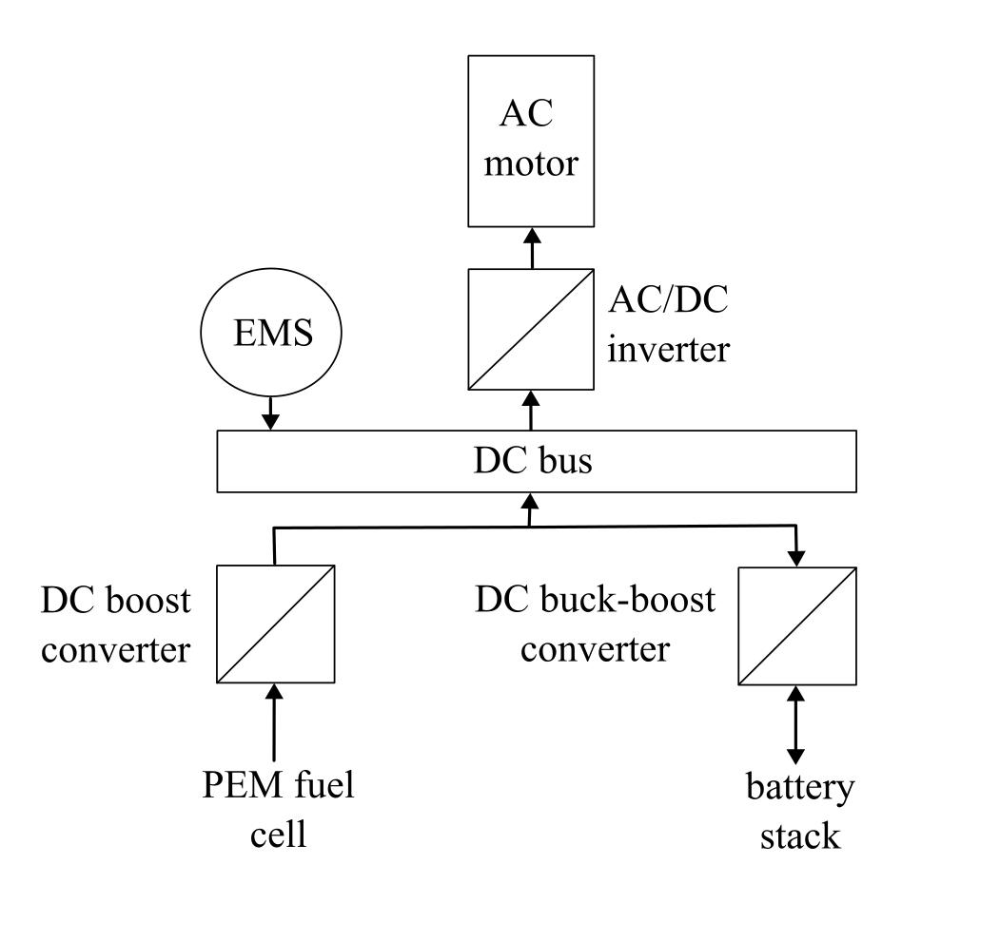 AC
motor
AC/DC
inverter
EMS
DC bus
DC boost
converter
DC buck-boost
converter
PEM fuel
cell
battery
stack